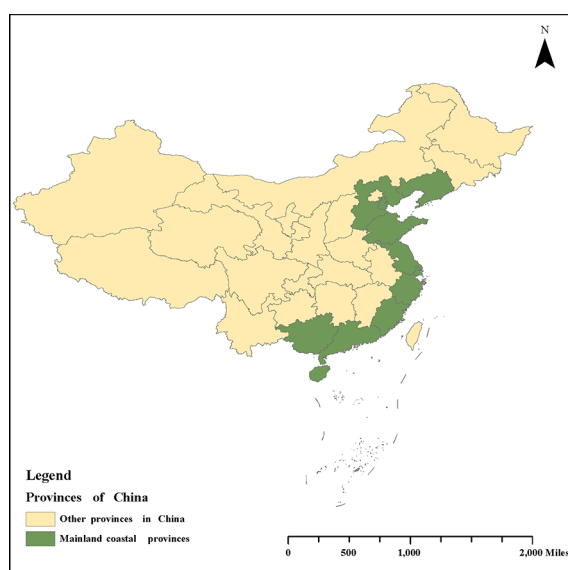 N
Legend
Provinces of China
Other provinces in China
Mainland coastal provinces
0 500 1,000 2,000 Miles